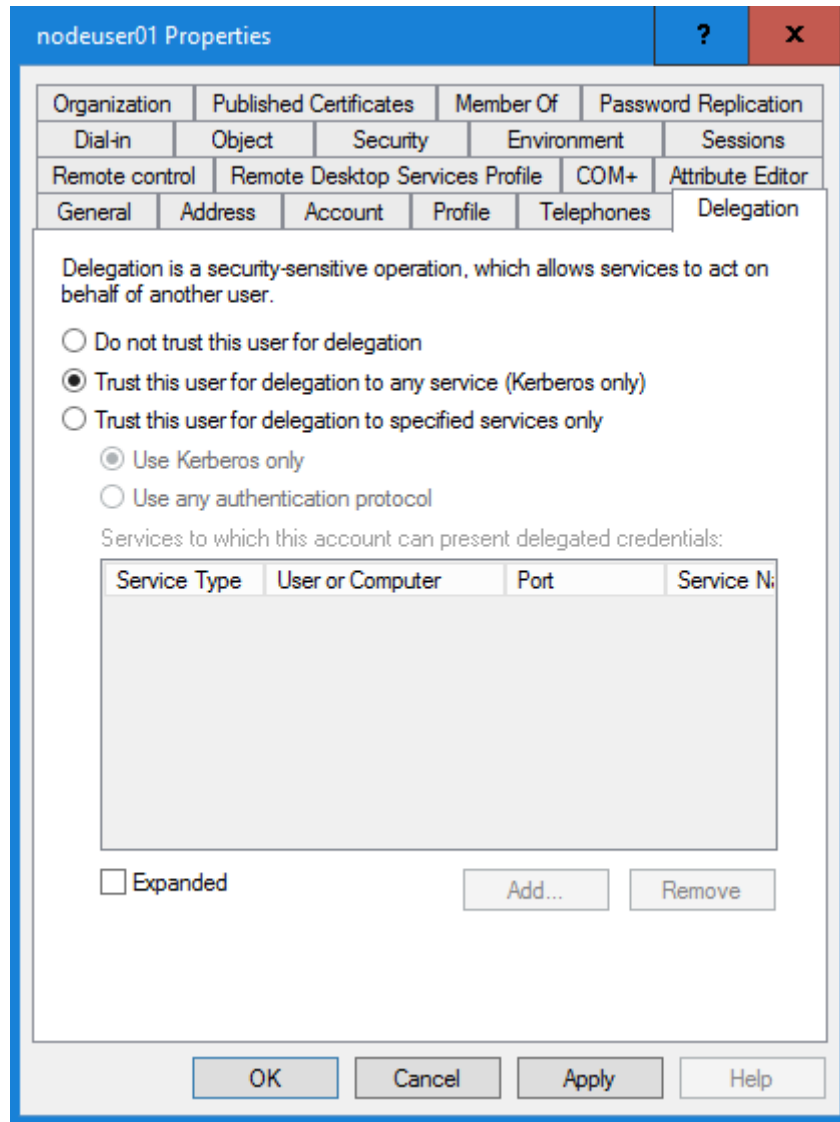 nodeuser01 Properties
?
x
Organization Published Certificates Member Of Password Replication
Dial-in Object Security Environment Sessions
Remote control Remote Desktop Services Profile COM+ Attribute Editor
General Address Account Profile Telephones Delegation
Delegation is a security-sensitive operation, which allows services to act on
behalf of another user.
Do not trust this user for delegation
Trust this user for delegation to any service (Kerberos only)
Trust this user for delegation to specified services only
Use Kerberos only
Use any authentication protocol
Services to which this account can present delegated credentials:
Service Type User or Computer Port Service Na
Expanded Add... Remove
OK Cancel Apply Help